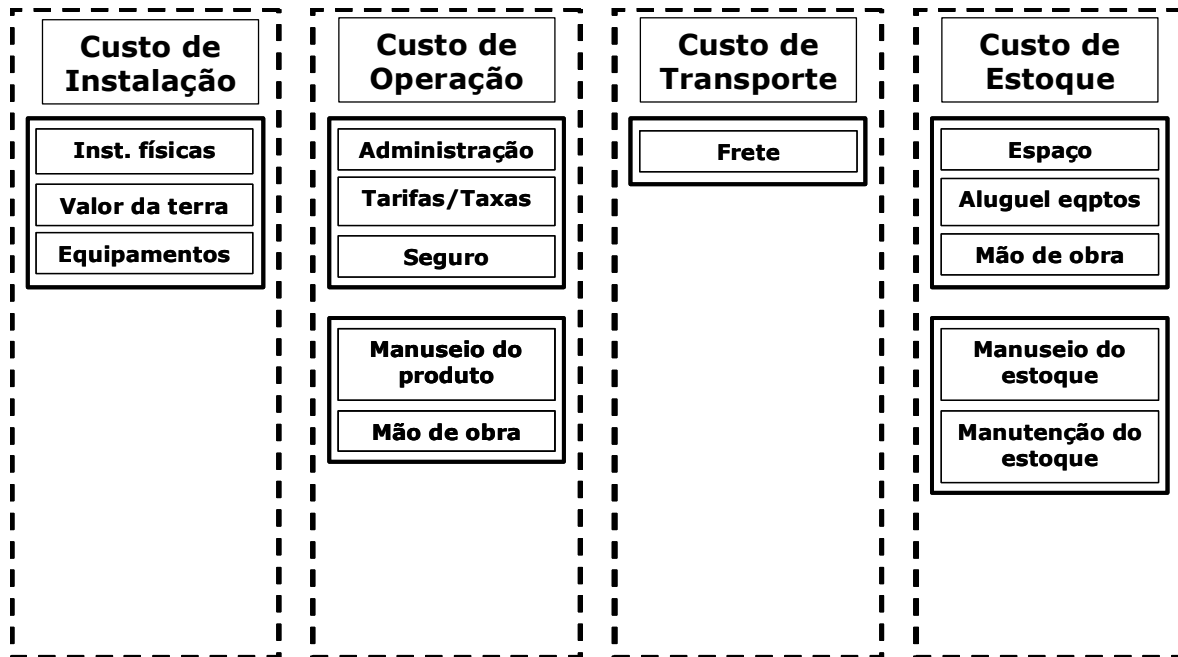 Custo de
Instalação
Inst. físicas
Valor da terra
Equipamentos
Custo de
Operação
Administração
Tarifas/Taxas
Seguro
Manuseio do
produto
Mão de obra
Custo de
Transporte
Frete
Custo de
Estoque
Espaço
Aluguel eqptos
Mão de obra
Manuseio do
estoque
Manutenção do
estoque